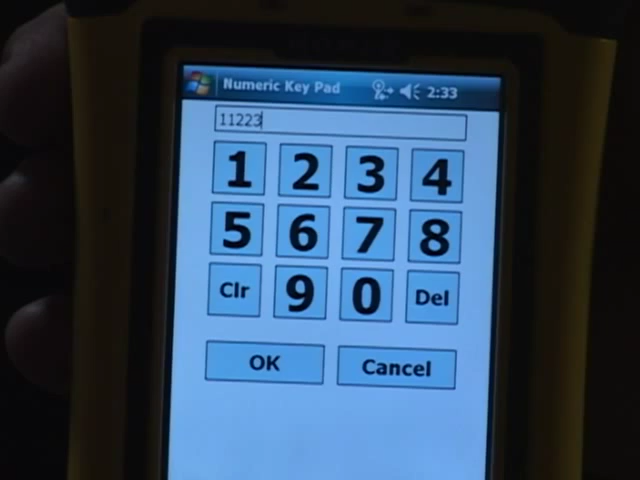 Numeric Key Pad 2:33
11223
1 2 3 4
5 6 7 8
Clr 9 0 Del
OK Cancel